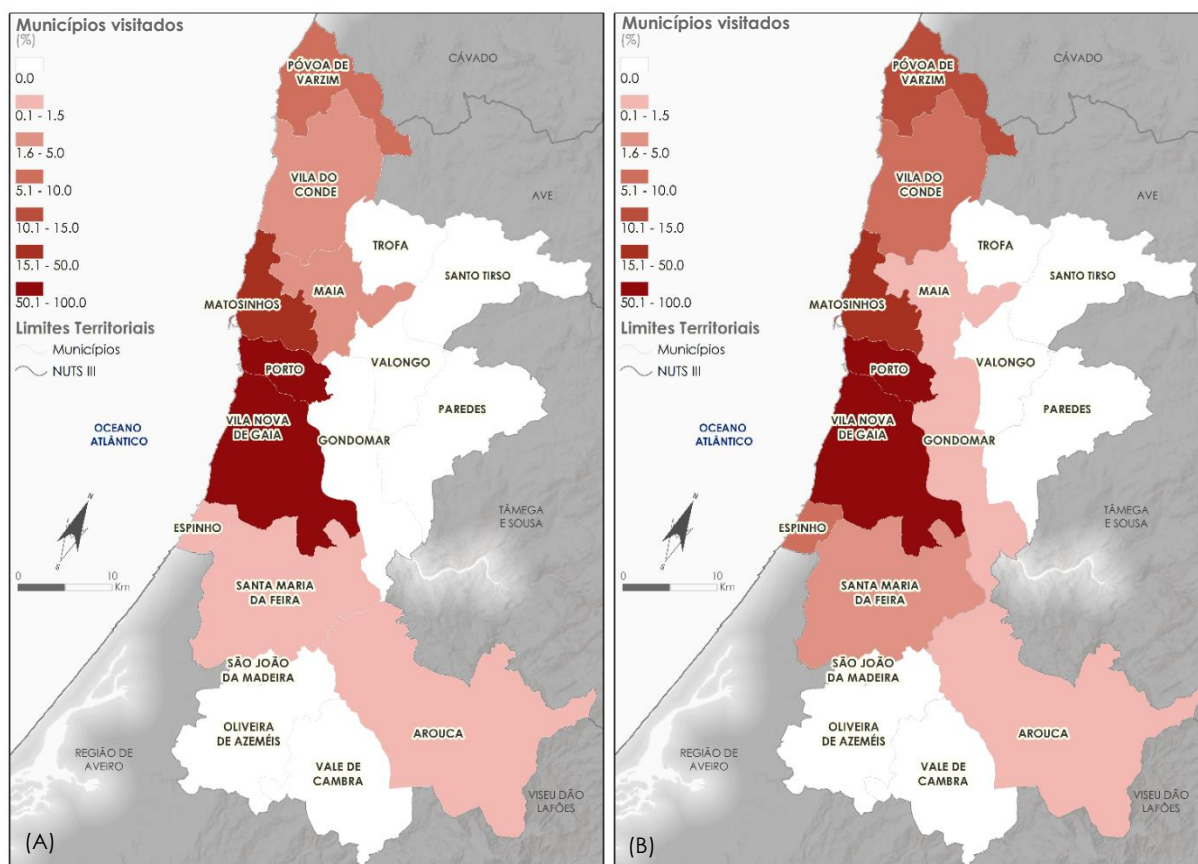 Municípios visitados
(%)
0.0
0.1 - 1.5
1.6 - 5.0
5.1 - 10.0
10.1 - 15.0
15.1 - 50.0
50.1 - 100.0
Limites Territoriais
Municípios
NUTS III
OCEANO
ATLÂNTICO
N
S
0
10
Km
PÓVOA DE
VARZIM
CÁVADO
VILA DO
CONDE
AVE
TROFA
SANTO TIRSO
MAIA
MATOSINHOS
VALONGO
PORTO
PAREDES
VILA NOVA
DE GAIA
GONDOMAR
TÂMEGA
E SOUSA
ESPINHO
SANTA MARIA
DA FEIRA
SÃO JOÃO
DA MADEIRA
OLIVEIRA
DE AZEMÉIS
AROUCA
REGIÃO DE
AVEIRO
VALE DE
CAMBRA
VISEU DÃO
LAFÕES
(A)
Municípios visitados
(%)
0.0
0.1 - 1.5
1.6 - 5.0
5.1 - 10.0
10.1 - 15.0
15.1 - 50.0
50.1 - 100.0
Limites Territoriais
Municípios
NUTS III
OCEANO
ATLÂNTICO
N
S
0
10
Km
PÓVOA DE
VARZIM
CÁVADO
VILA DO
CONDE
AVE
TROFA
SANTO TIRSO
MAIA
MATOSINHOS
VALONGO
PORTO
PAREDES
VILA NOVA
DE GAIA
GONDOMAR
TÂMEGA
E SOUSA
ESPINHO
SANTA MARIA
DA FEIRA
SÃO JOÃO
DA MADEIRA
OLIVEIRA
DE AZEMÉIS
AROUCA
REGIÃO DE
AVEIRO
VALE DE
CAMBRA
VISEU DÃO
LAFÕES
(B)